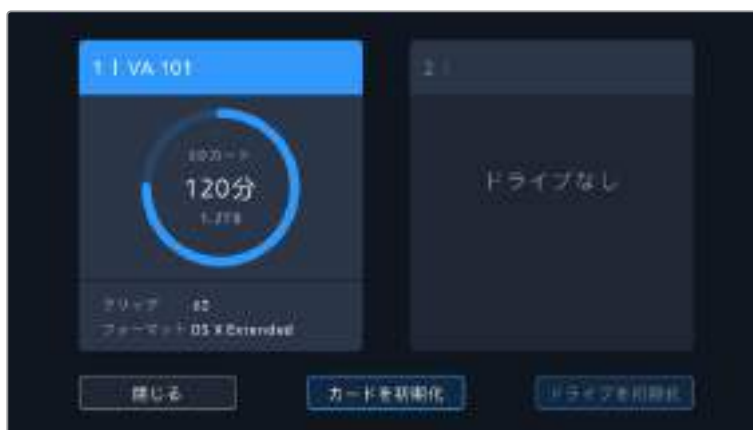 1 | VA 101
SDカード
120分
1.2TB
クリップ 62
フォーマット OS X Extended
2 |
ドライブなし
閉じる
カードを初期化
ドライブを初期化